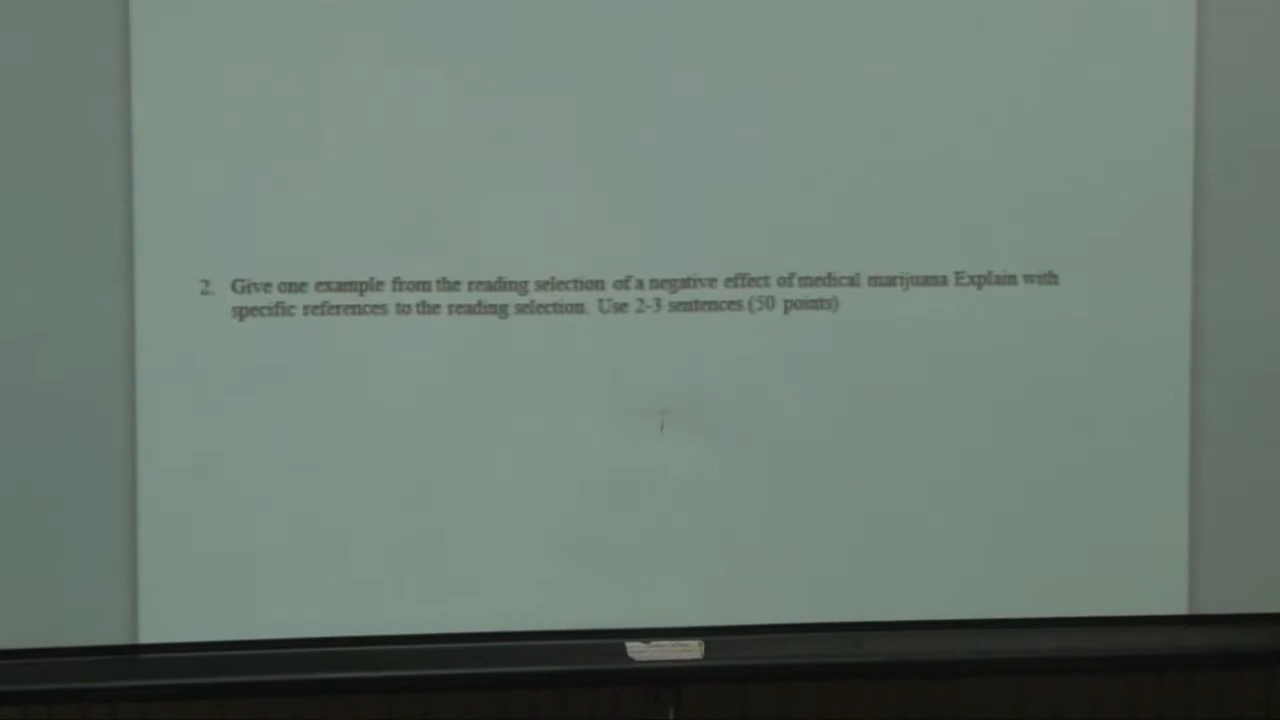 2. Give one example from the reading selection of a negative effect of medical marijuana Explain with
specific references to the reading selection. Use 2-3 sentences (50 points)